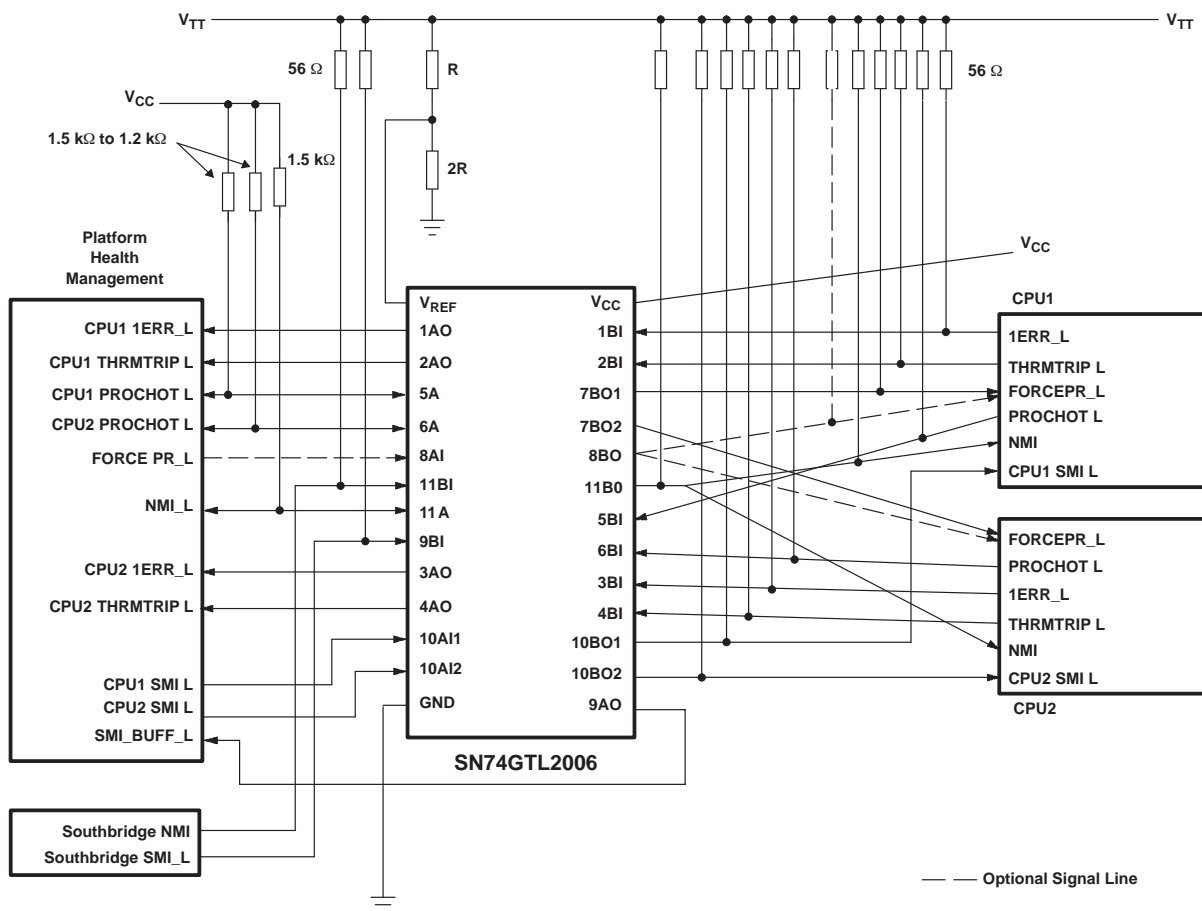 VTT
VTT
56 Ω
R
56 Ω
VCC
1.5 kΩ to 1.2 kΩ
1.5 kΩ
2R
Platform
Health
Management
VCC
CPU1
VREF
VCC
CPU1 1ERR_L
1AO
1BI
1ERR_L
CPU1 THRMTRIP L
2AO
2BI
THRMTRIP L
CPU1 PROCHOT L
5A
7BO1
FORCEPR_L
PROCHOT L
CPU2 PROCHOT L
6A
7BO2
NMI
FORCE PR_L
8AI
8BO
CPU1 SMI L
11BI
11B0
NMI_L
11A
5BI
9BI
6BI
FORCEPR_L
PROCHOT L
CPU2 1ERR_L
3AO
3BI
1ERR_L
CPU2 THRMTRIP L
4AO
4BI
THRMTRIP L
10AI1
10BO1
NMI
10AI2
10BO2
CPU2 SMI L
CPU1 SMI L
CPU2 SMI L
GND
9AO
CPU2
SMI_BUFF_L
SN74GTL2006
Southbridge NMI
Southbridge SMI_L
Optional Signal Line